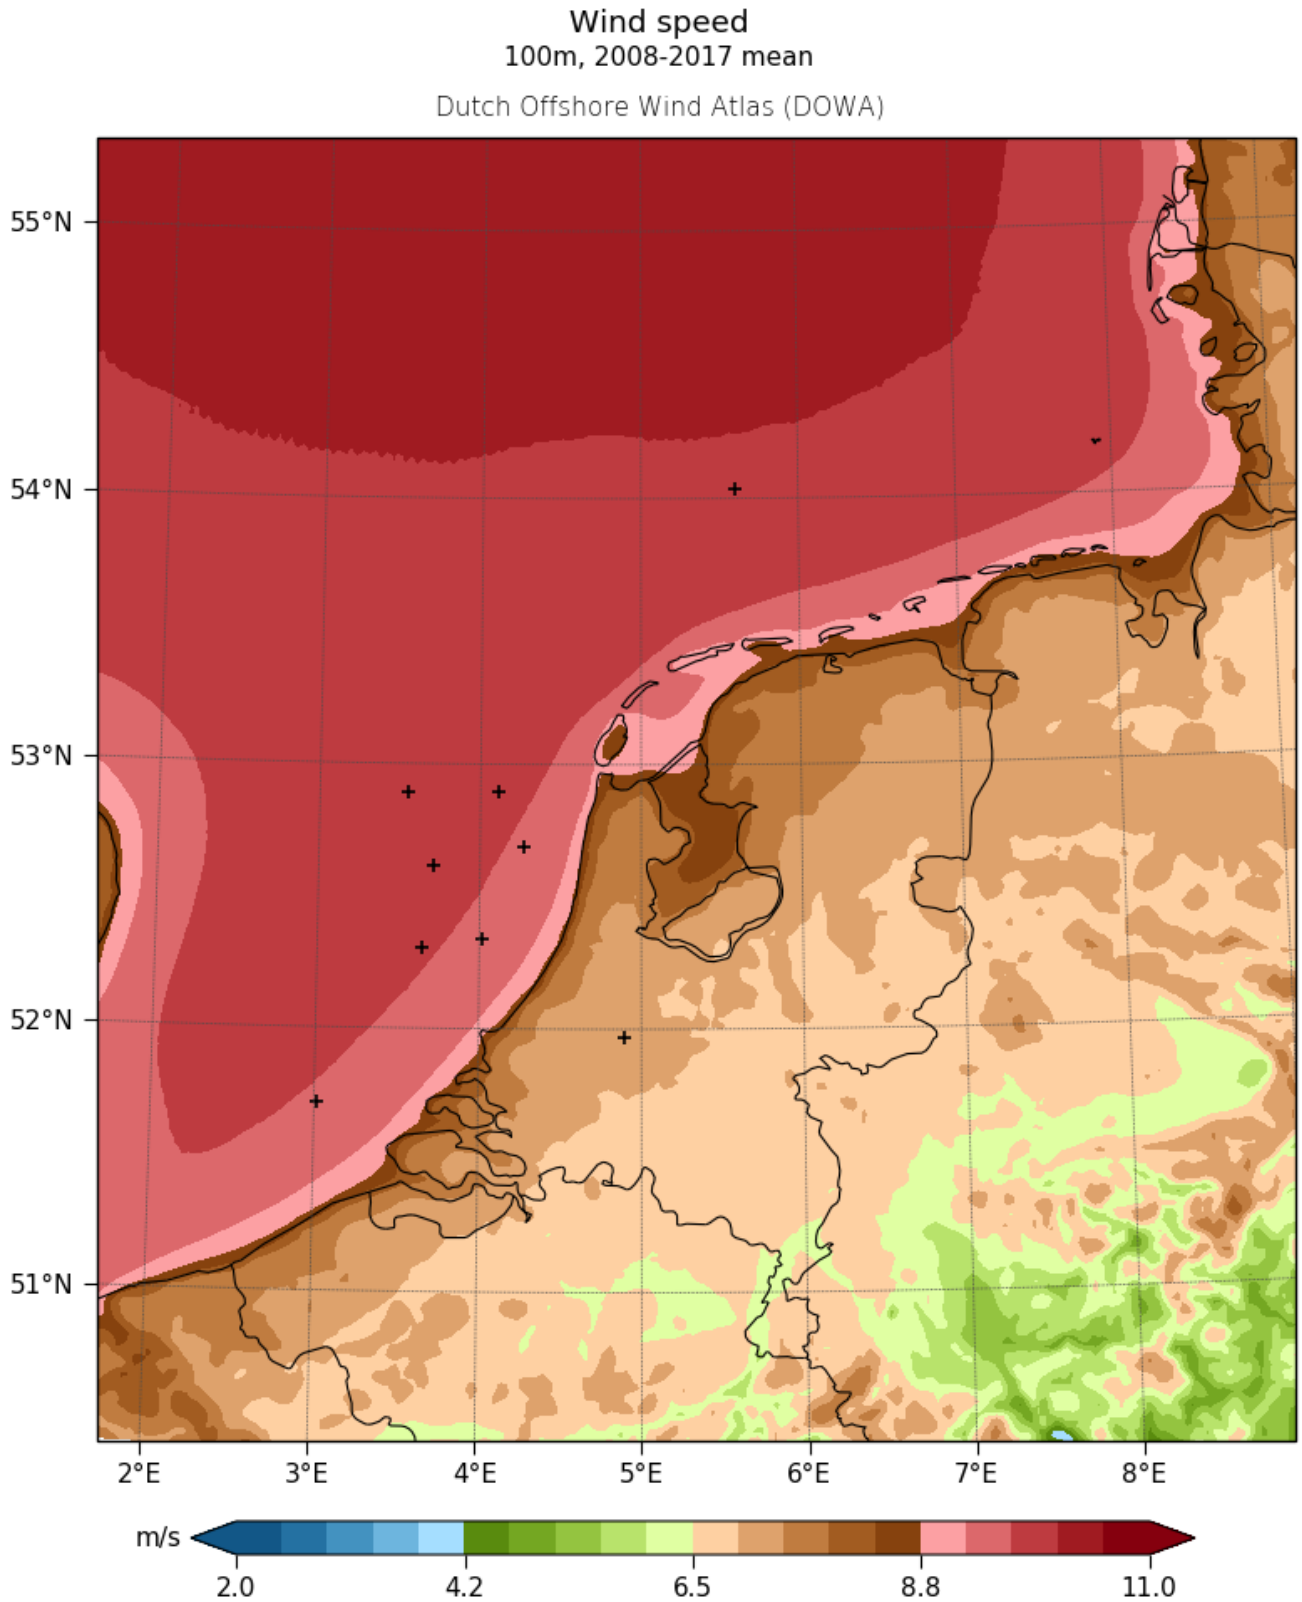 Wind speed
100m, 2008-2017 mean
Dutch Offshore Wind Atlas (DOWA)
55°N
54°N
53°N
52°N
51°N
2°E 3°E 4°E 5°E 6°E 7°E 8°E
m/s
2.0 4.2 6.5 8.8 11.0